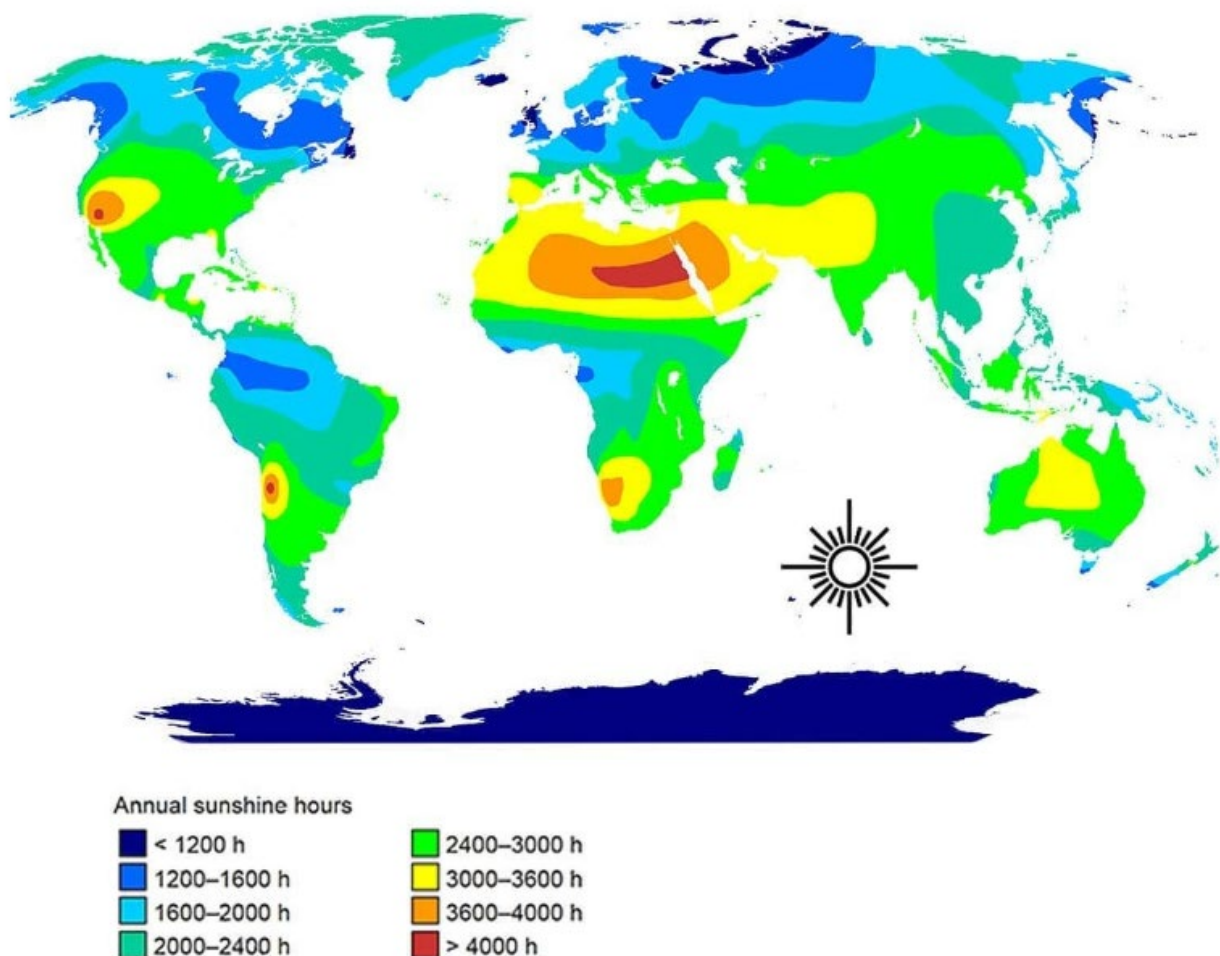 Annual sunshine hours
< 1200 h
1200–1600 h
1600–2000 h
2000–2400 h
2400–3000 h
3000–3600 h
3600–4000 h
> 4000 h